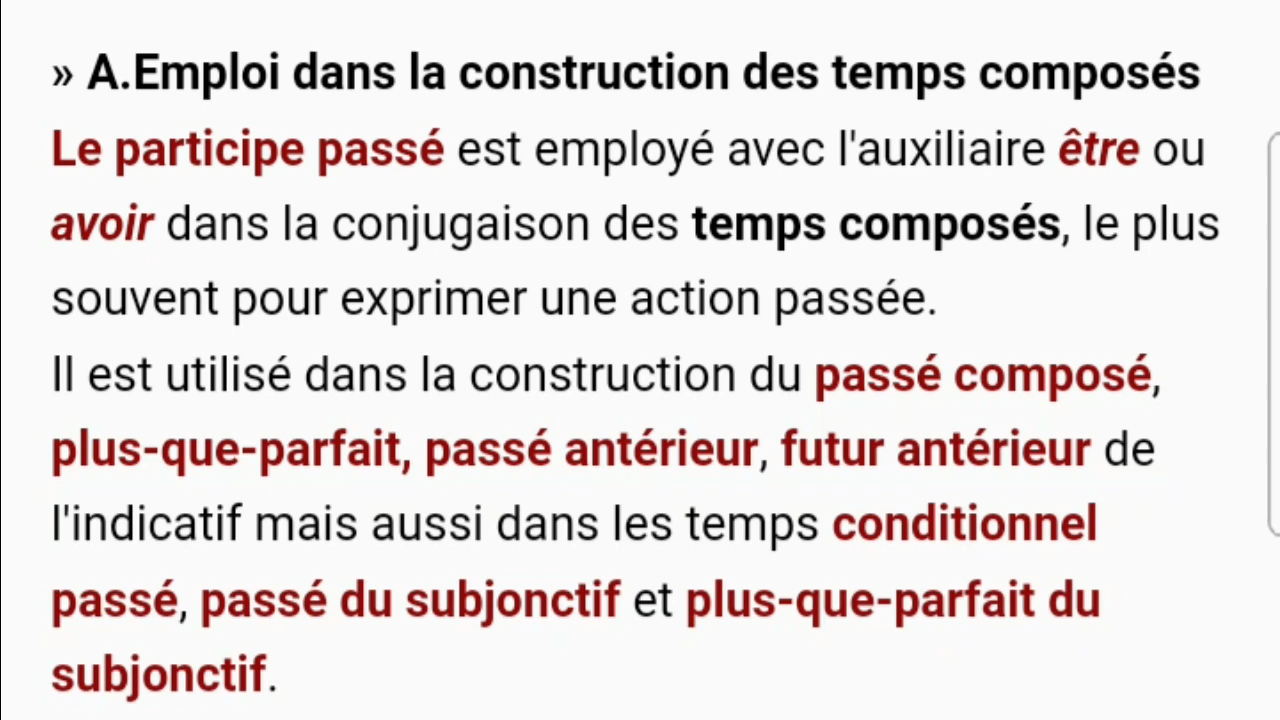 » A.Emploi dans la construction des temps composés
Le participe passé est employé avec l'auxiliaire être ou
avoir dans la conjugaison des temps composés, le plus
souvent pour exprimer une action passée.
Il est utilisé dans la construction du passé composé,
plus-que-parfait, passé antérieur, futur antérieur de
l'indicatif mais aussi dans les temps conditionnel
passé, passé du subjonctif et plus-que-parfait du
subjonctif.